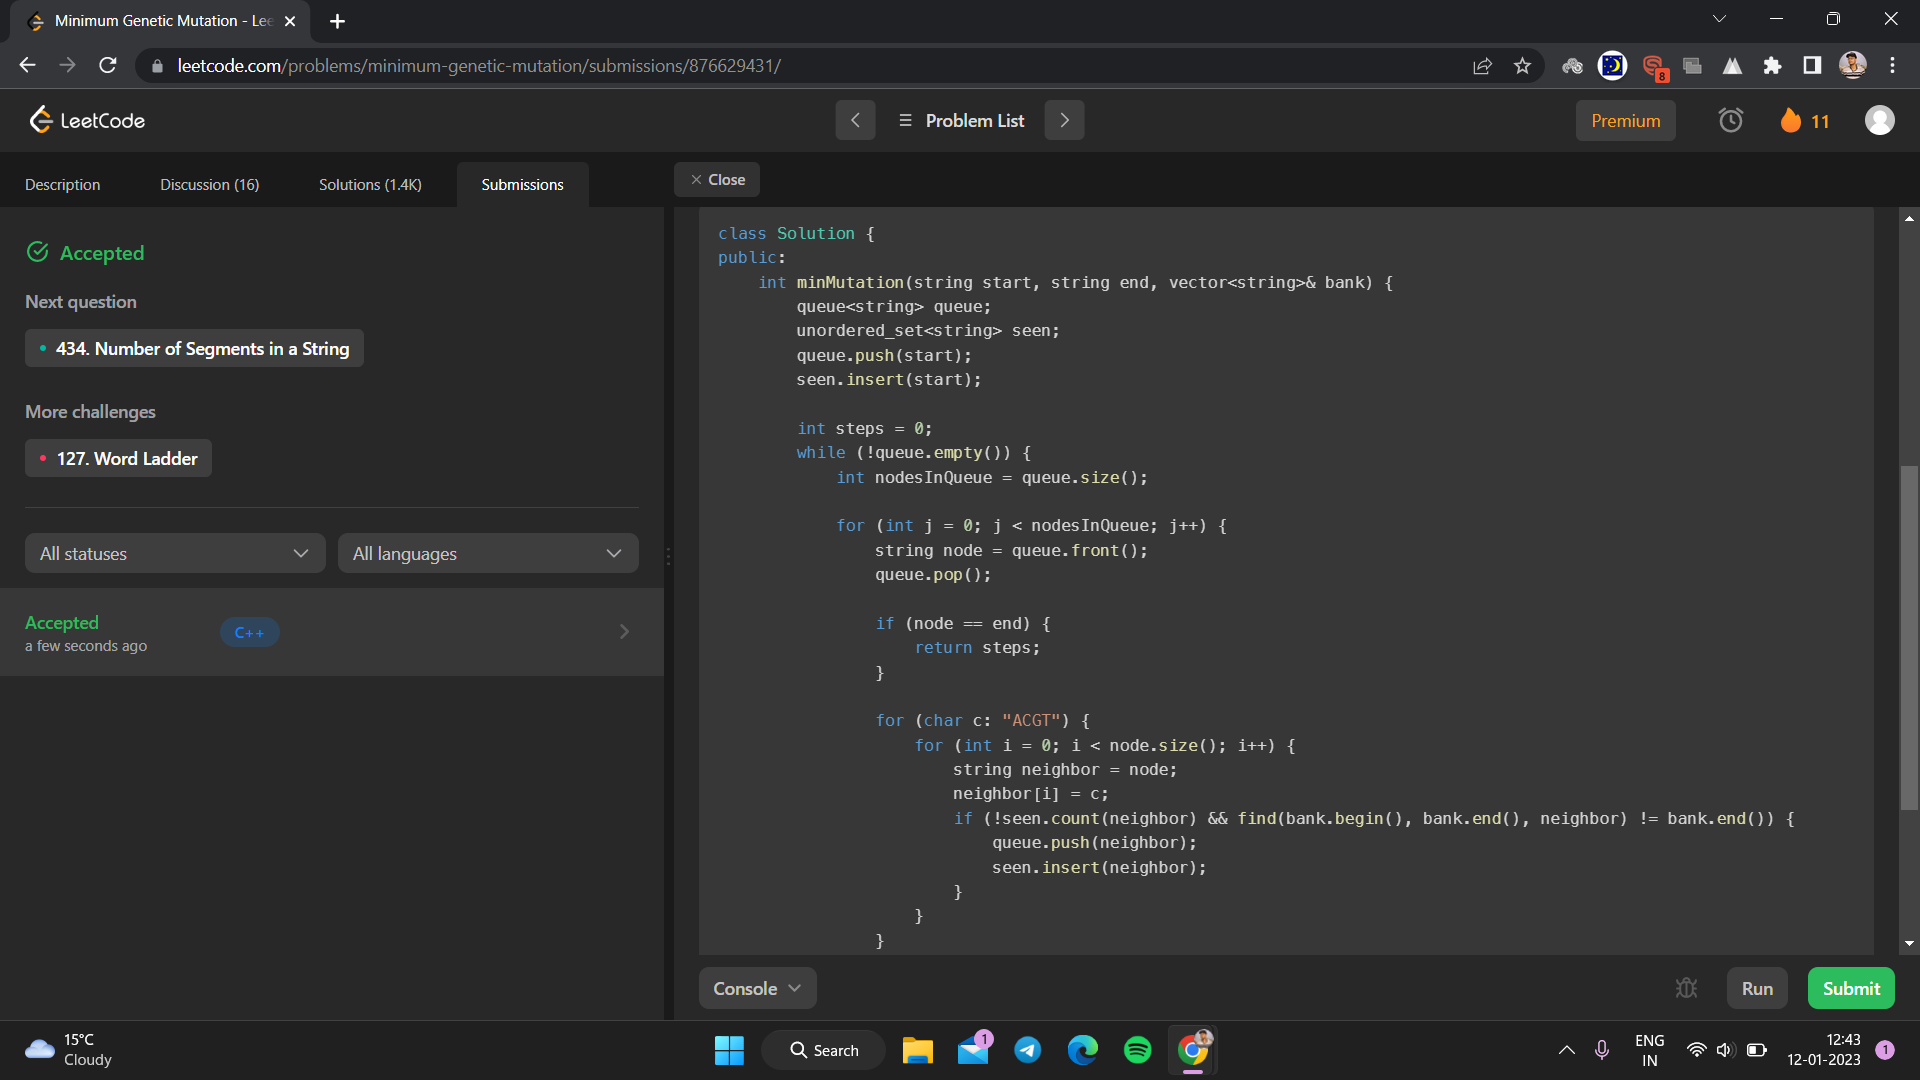 Minimum Genetic Mutation - Lee
leetcode.com/problems/minimum-genetic-mutation/submissions/876629431/
8
LeetCode
Problem List
Premium
11
Description
Discussion (16)
Solutions (1.4K)
Submissions
Close
Accepted
Next question
434. Number of Segments in a String
More challenges
127. Word Ladder
All statuses
All languages
Accepted
a few seconds ago
C++
class Solution {
public:
    int minMutation(string start, string end, vector<string>& bank) {
        queue<string> queue;
        unordered_set<string> seen;
        queue.push(start);
        seen.insert(start);

        int steps = 0;
        while (!queue.empty()) {
            int nodesInQueue = queue.size();

            for (int j = 0; j < nodesInQueue; j++) {
                string node = queue.front();
                queue.pop();

                if (node == end) {
                    return steps;
                }

                for (char c: "ACGT") {
                    for (int i = 0; i < node.size(); i++) {
                        string neighbor = node;
                        neighbor[i] = c;
                        if (!seen.count(neighbor) && find(bank.begin(), bank.end(), neighbor) != bank.end()) {
                            queue.push(neighbor);
                            seen.insert(neighbor);
                        }
                    }
                }
Console
Run
Submit
15°C
Cloudy
Search
1
ENG
IN
12:43
12-01-2023
1